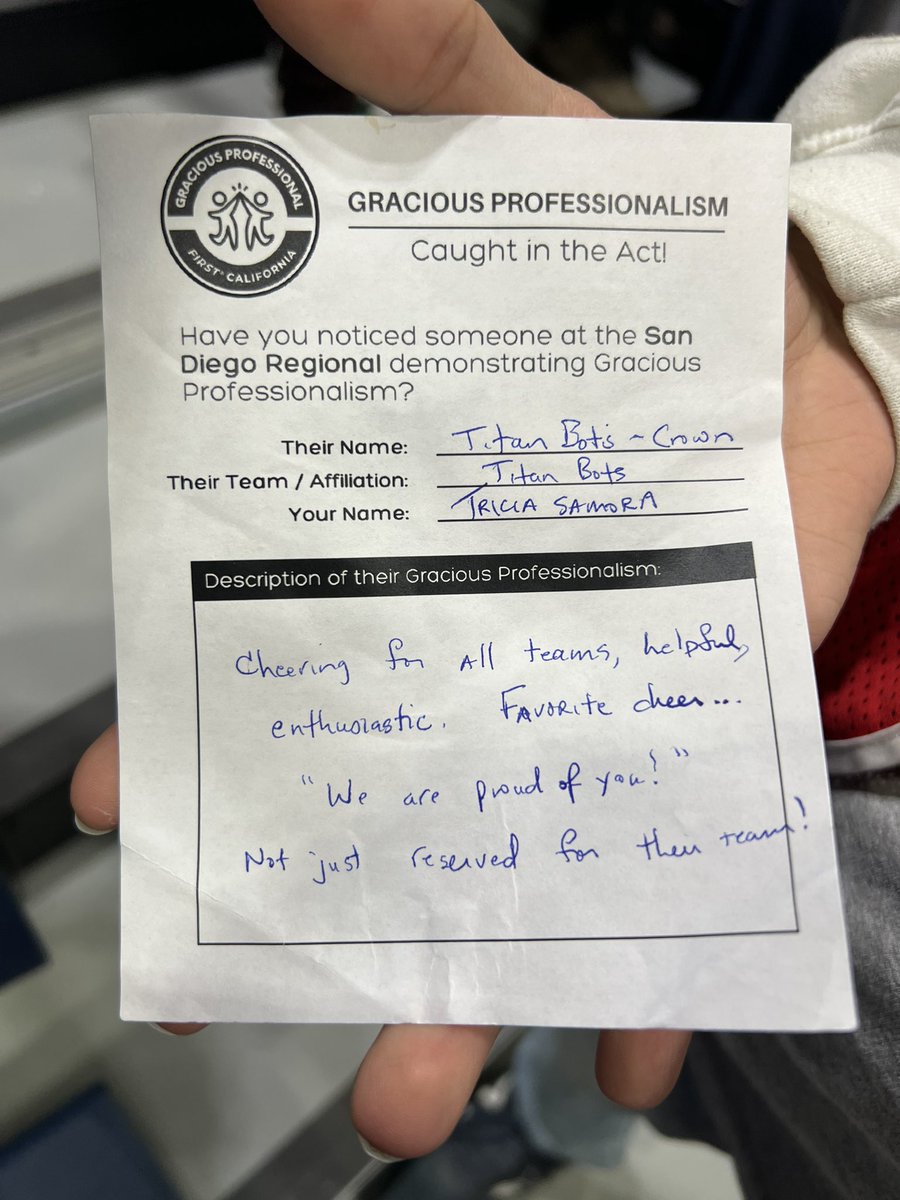 GRACIOUS PROFESSIONAL
FIRST® CALIFORNIA
GRACIOUS PROFESSIONALISM
Caught in the Act!
Have you noticed someone at the San
Diego Regional demonstrating Gracious
Professionalism?
Their Name: Titan Bot's ~ Crown
Their Team / Affiliation: Titan Bots
Your Name: TRICIA SAMORA
Description of their Gracious Professionalism:
Cheering for All teams, helpful,
enthusiastic. FAVORITE cheer...
"We are proud of you!"
Not just reserved for their team!